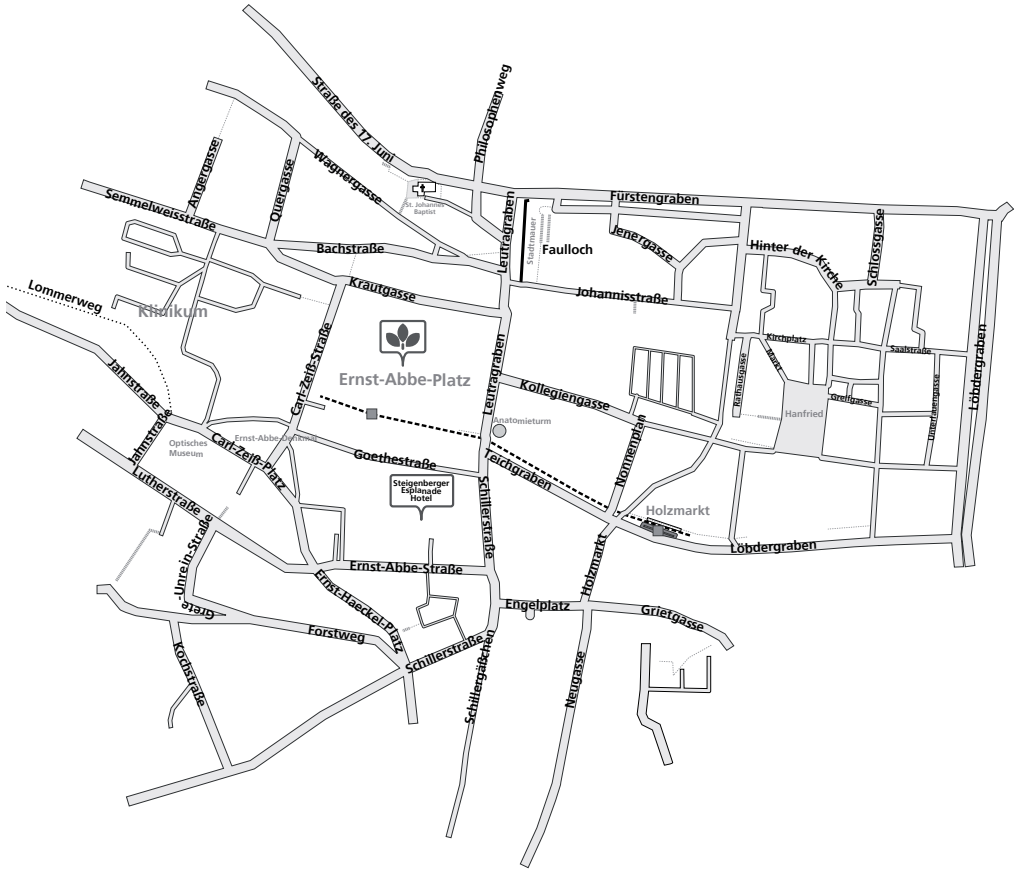 Straße des 17. Juni
Philosophenweg
Angergasse
Quergasse
Wagnergasse
St. Johannes
Baptist
Semmelweisstraße
Bachstraße
Leutragraben
Stadtmauer
Faulloch
Fürstengraben
Jenergasse
Hinter der Kirche
Schlossgasse
Lommerweg
Klinikum
Krautgasse
Johannisstraße
Carl-Zeiß-Straße
Ernst-Abbe-Platz
Leutragraben
Kirchplatz
Markt
Saalstraße
Rathausgasse
Löbdergraben
Jahnstraße
Jahnstraße
Kollegiengasse
Greifgasse
Hanfried
Unterlauengasse
Anatomieturm
Nonnenplan
Optisches
Museum
Ernst-Abbe-Denkmal
Carl-Zeiß-Platz
Goethestraße
Teichgraben
Lutherstraße
Steigenberger
Esplanade
Hotel
Schillerstraße
Holzmarkt
Löbdergraben
Grete-Unrein-Straße
Ernst-Abbe-Straße
Holzmarkt
Ernst-Haeckel-Platz
Engelplatz
Grietgasse
Forstweg
Schillerstraße
Schillergäßchen
Kochstraße
Neugasse